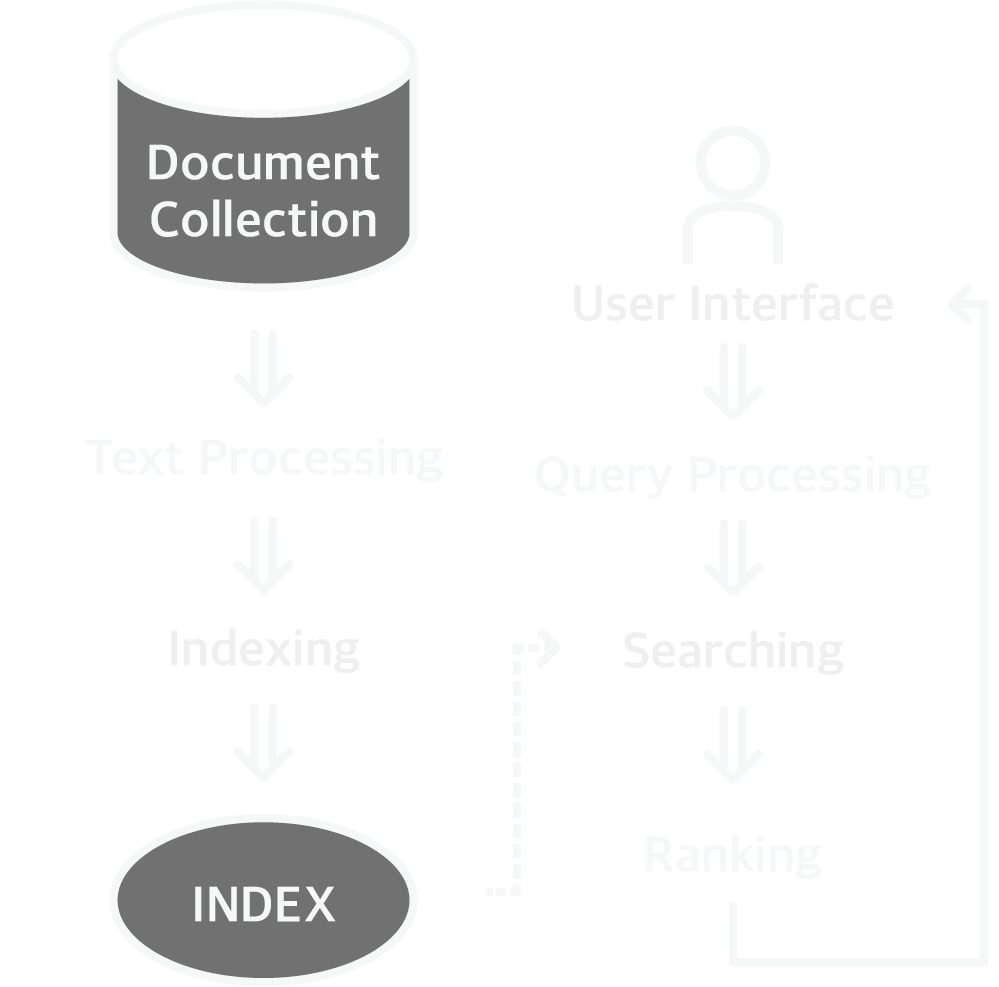 Document
Collection
Text Processing
Indexing
INDEX
User Interface
Query Processing
Searching
Ranking